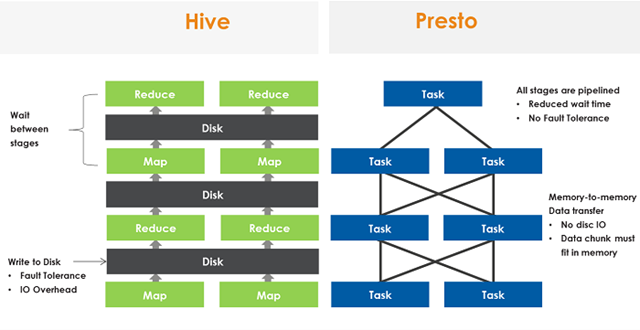 Hive
Presto
Reduce
Reduce
Wait
between
stages
Disk
Map
Map
Disk
Reduce
Reduce
Write to Disk
• Fault Tolerance
• IO Overhead
Disk
Map
Map
Task
All stages are pipelined
• Reduced wait time
• No Fault Tolerance
Task
Task
Memory-to-memory
Data transfer
• No disc IO
• Data chunk must
fit in memory
Task
Task
Task
Task